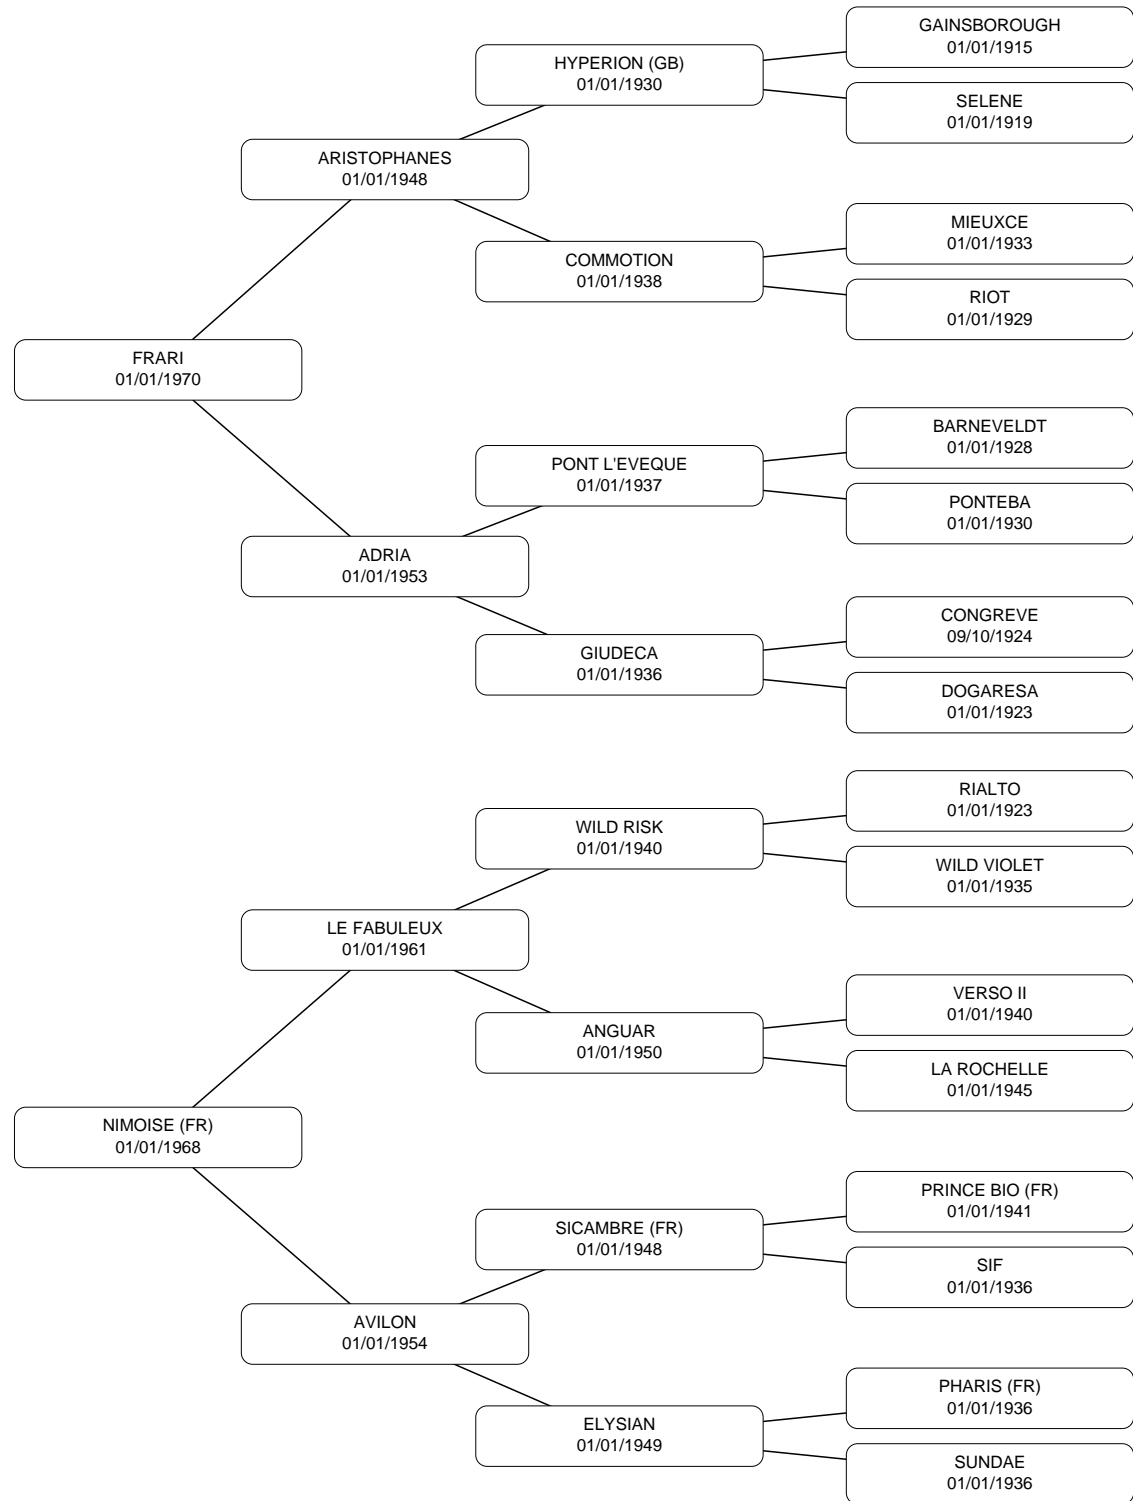 GAINSBOROUGH
01/01/1915
HYPERION (GB)
01/01/1930
SELENE
01/01/1919
ARISTOPHANES
01/01/1948
MIEUXCE
01/01/1933
COMMOTION
01/01/1938
RIOT
01/01/1929
FRARI
01/01/1970
BARNEVELDT
01/01/1928
PONT L'EVEQUE
01/01/1937
PONTEBA
01/01/1930
ADRIA
01/01/1953
CONGREVE
09/10/1924
GIUDECA
01/01/1936
DOGARESA
01/01/1923
RIALTO
01/01/1923
WILD RISK
01/01/1940
WILD VIOLET
01/01/1935
LE FABULEUX
01/01/1961
VERSO II
01/01/1940
ANGUAR
01/01/1950
LA ROCHELLE
01/01/1945
NIMOISE (FR)
01/01/1968
PRINCE BIO (FR)
01/01/1941
SICAMBRE (FR)
01/01/1948
SIF
01/01/1936
AVILON
01/01/1954
PHARIS (FR)
01/01/1936
ELYSIAN
01/01/1949
SUNDAE
01/01/1936